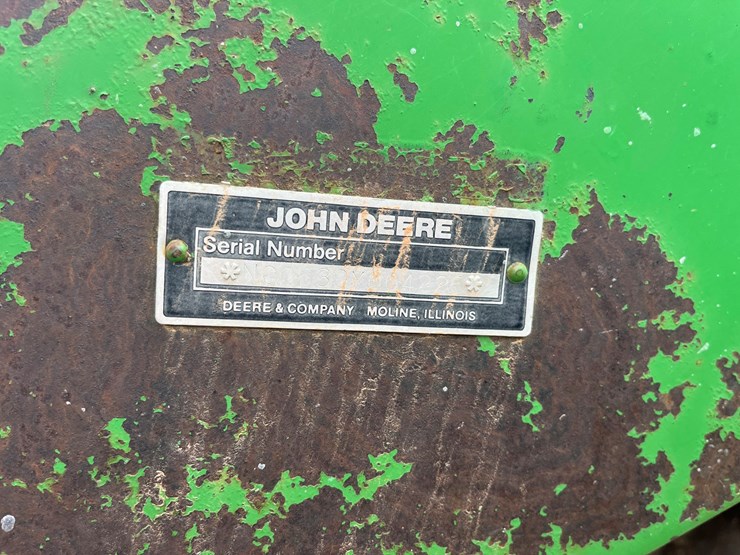 JOHN DEERE
Serial Number
* *
DEERE & COMPANY MOLINE, ILLINOIS